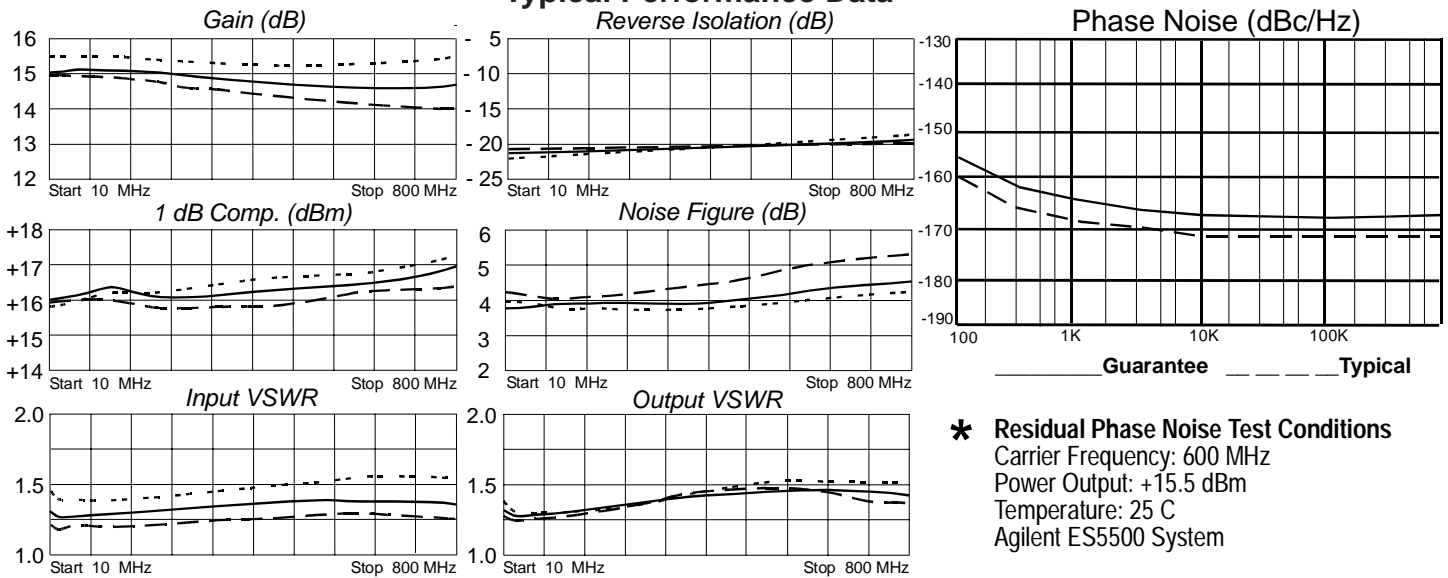 Typical Performance Data
Gain (dB)
16
15
14
13
12
Start 10 MHz
Stop 800 MHz
Reverse Isolation (dB)
- 5
- 10
- 15
- 20
- 25
Start 10 MHz
Stop 800 MHz
Phase Noise (dBc/Hz)
-130
-140
-150
-160
-170
-180
-190
100
1K
10K
100K
Guarantee
Typical
1 dB Comp. (dBm)
+18
+17
+16
+15
+14
Start 10 MHz
Stop 800 MHz
Noise Figure (dB)
6
5
4
3
2
Start 10 MHz
Stop 800 MHz
Input VSWR
2.0
1.5
1.0
Start 10 MHz
Stop 800 MHz
Output VSWR
2.0
1.5
1.0
Start 10 MHz
Stop 800 MHz
* Residual Phase Noise Test Conditions
Carrier Frequency: 600 MHz
Power Output: +15.5 dBm
Temperature: 25 C
Agilent ES5500 System